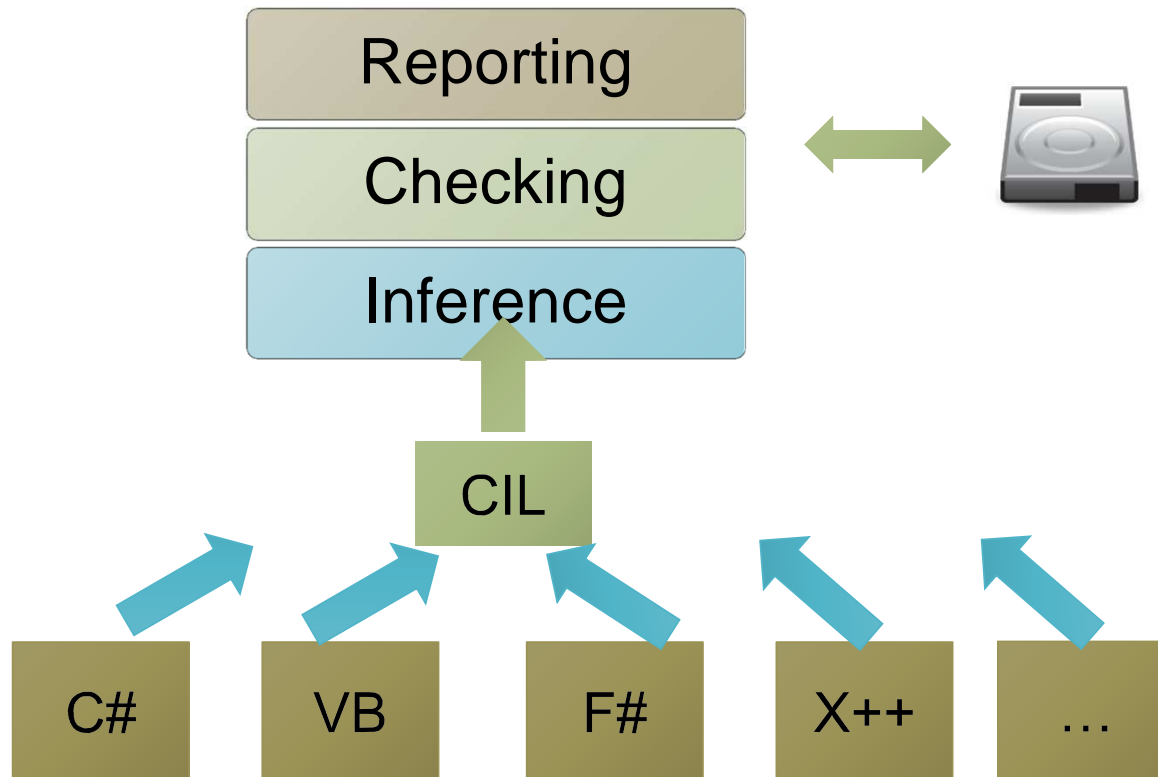 Reporting
Checking
Inference
CIL
C#
VB
F#
X++
…